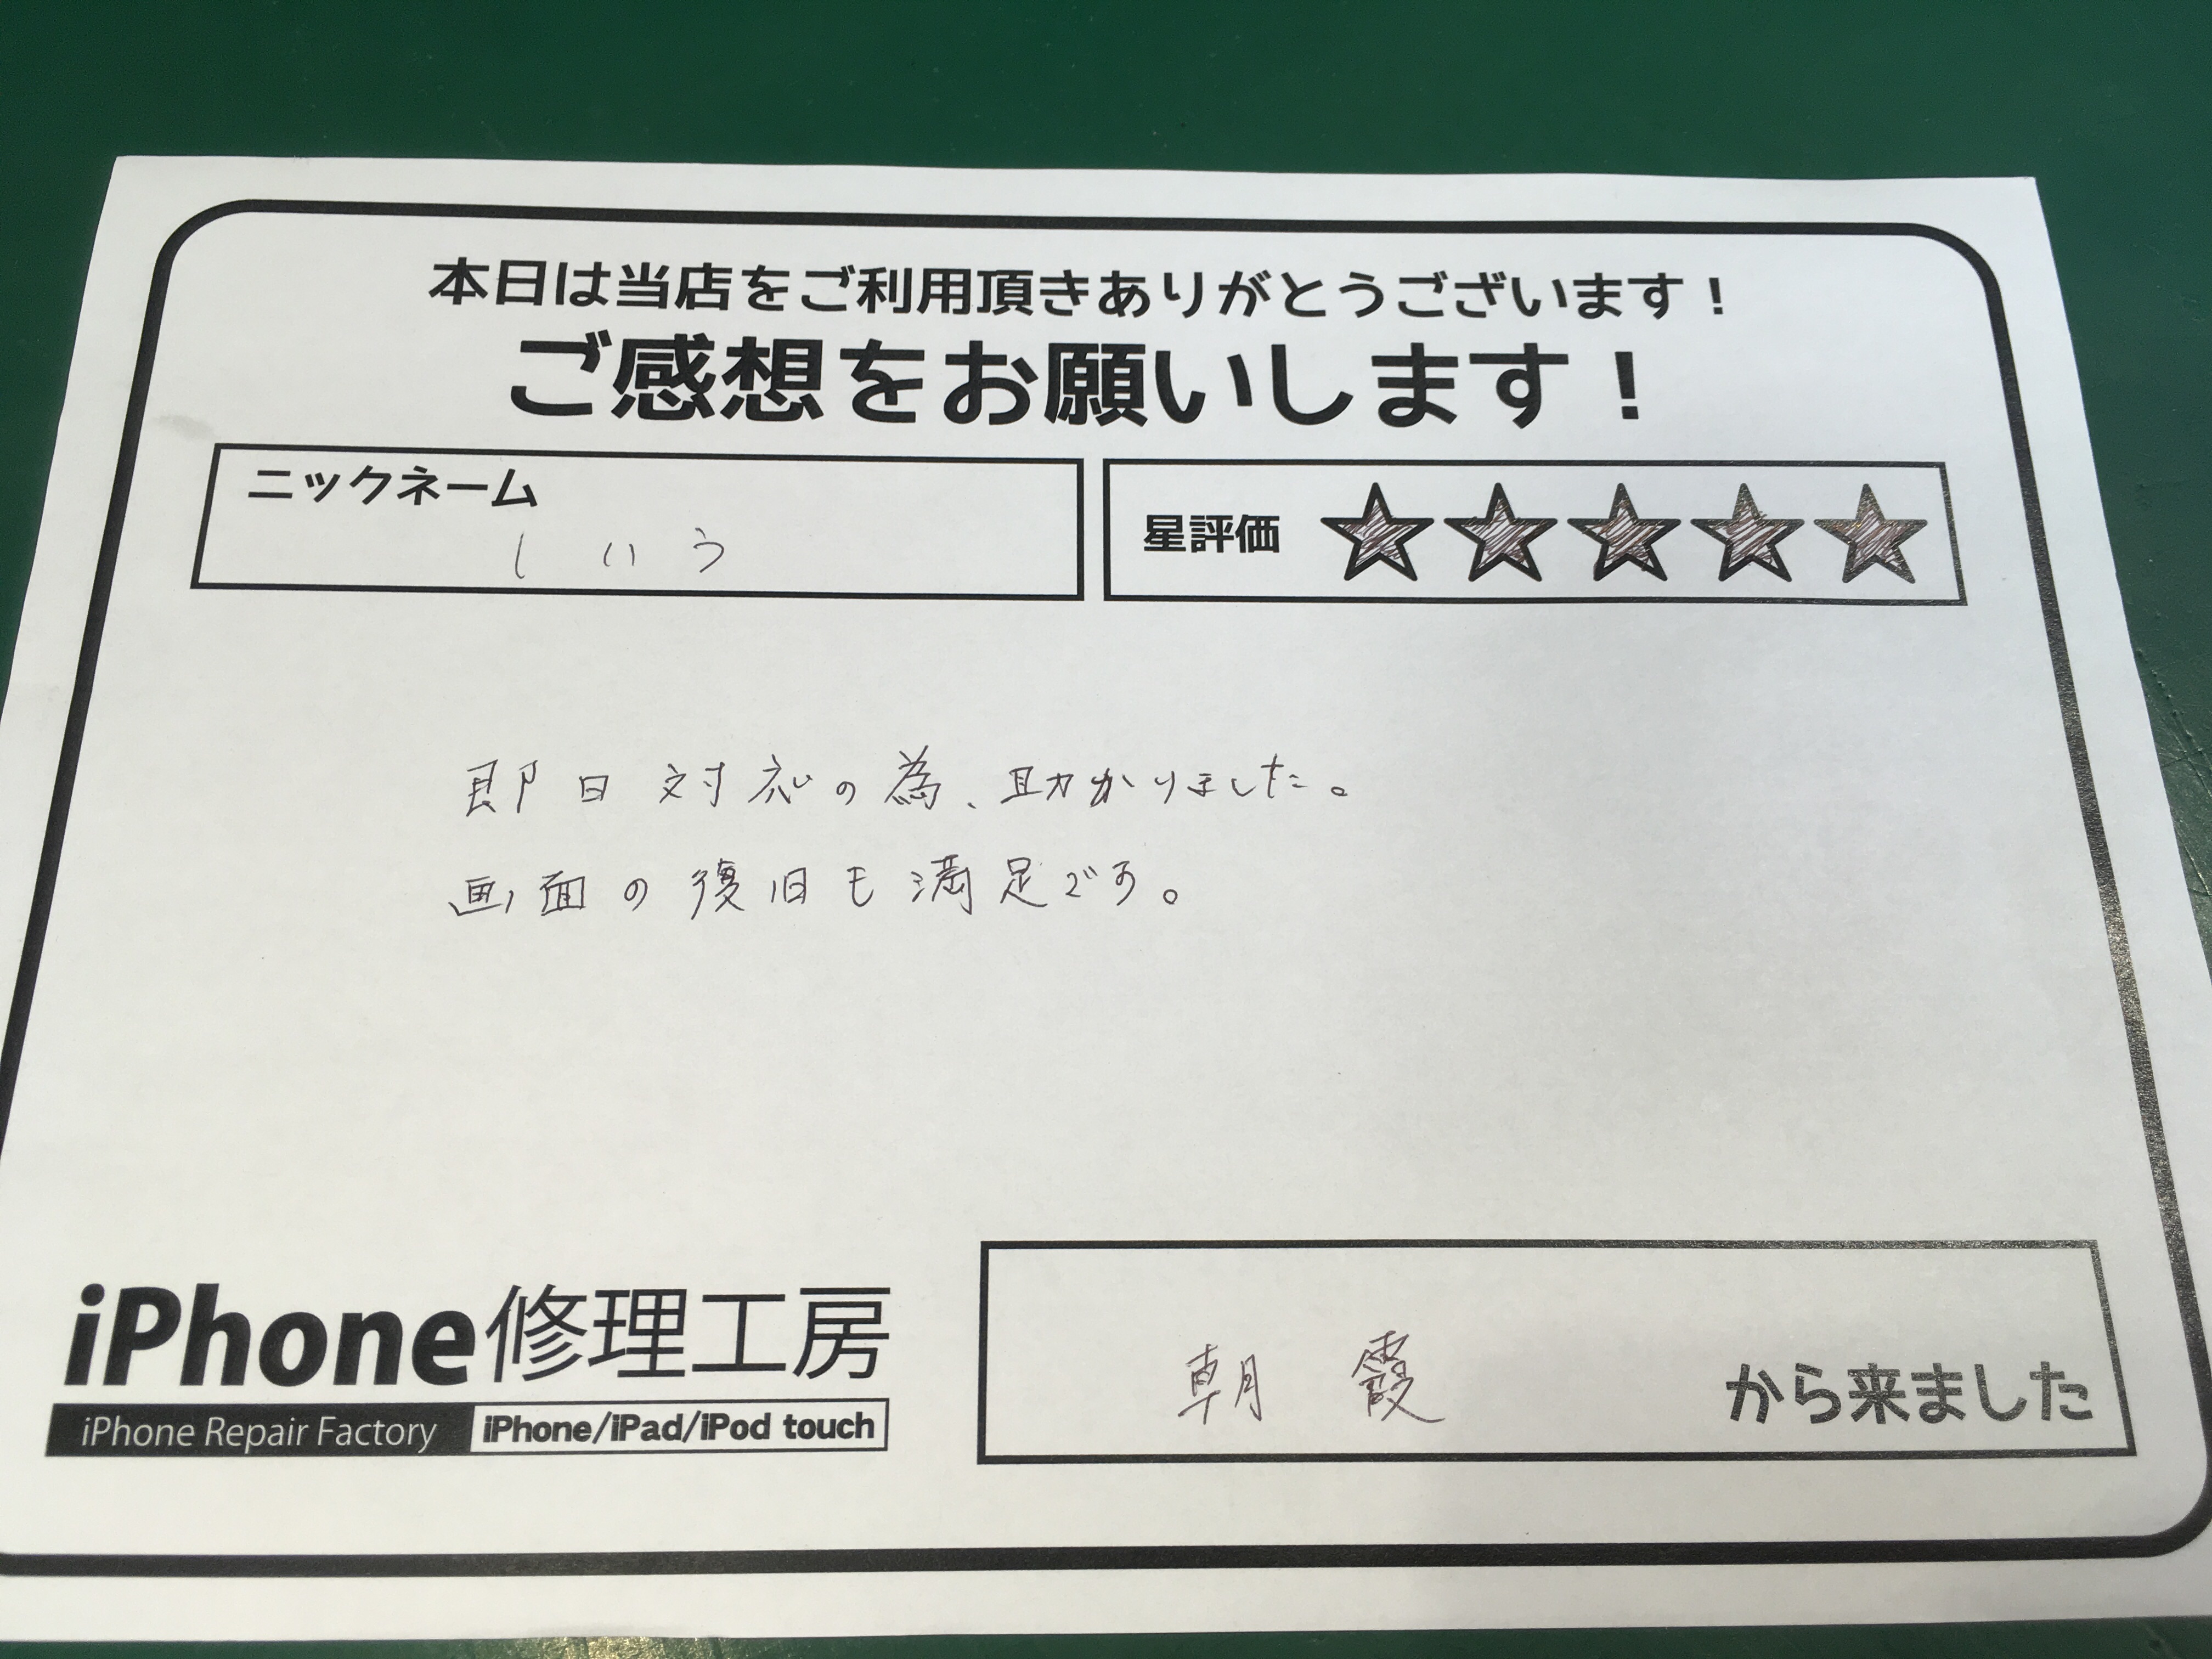 本日は当店をご利用頂きありがとうございます！
ご感想をお願いします！
ニックネーム
しいう
星評価 ★★★★★
即日対応の為、助かりました。
画面の復旧も満足です。
iPhone修理工房
iPhone Repair Factory iPhone/iPad/iPod touch
朝霞 から来ました